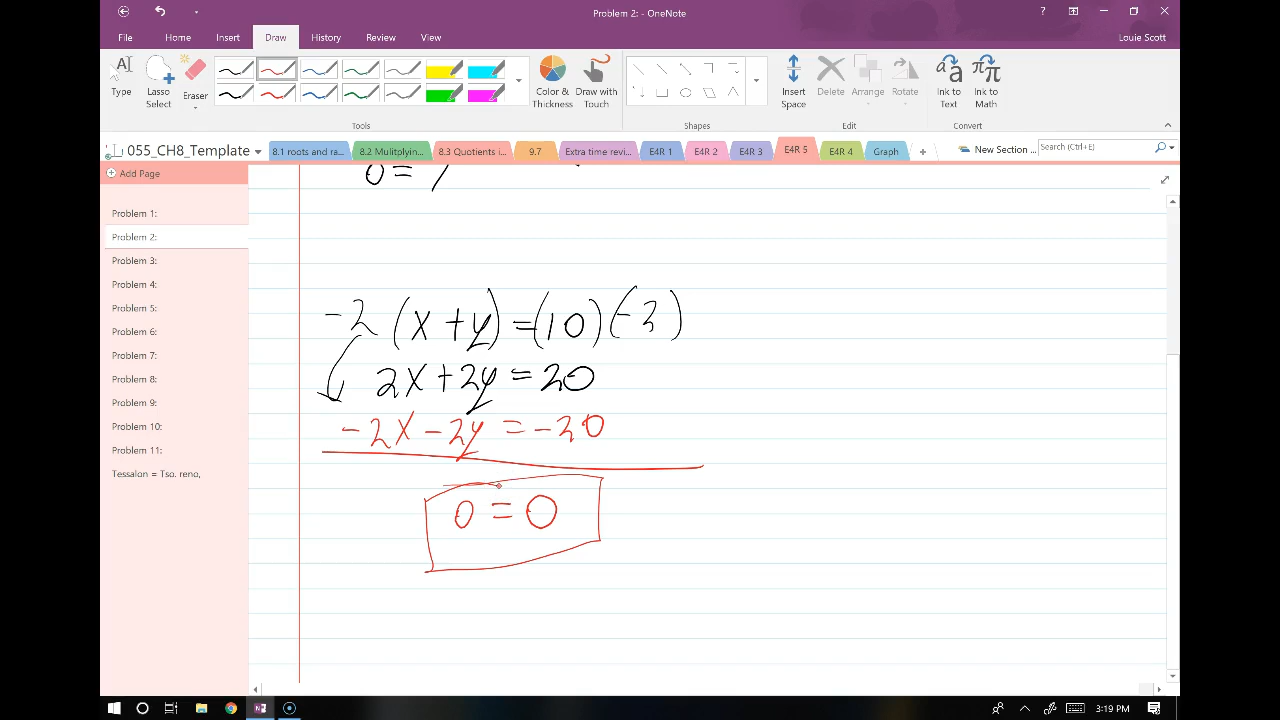 Problem 2: - OneNote
?
File Home Insert Draw History Review View
Louie Scott
Type
Lasso Select
Eraser
Color & Thickness
Draw with Touch
Insert Space
Delete
Arrange
Rotate
Ink to Text
Ink to Math
Tools
Shapes
Edit
Convert
055_CH8_Template
8.1 roots and ra...
8.2 Mulitplying...
8.3 Quotients i...
9.7
Extra time revi...
E4R 1
E4R 2
E4R 3
E4R 5
E4R 4
Graph
+
New Section ...
Search (Ctrl+E)
Add Page
Problem 1:
Problem 2:
Problem 3:
Problem 4:
Problem 5:
Problem 6:
Problem 7:
Problem 8:
Problem 9:
Problem 10:
Problem 11:
Tessalon = Tso. reno,
-2 (x+y)=(10)(-2)
2x+2y=20
-2x-2y=-20
0=0
3:19 PM